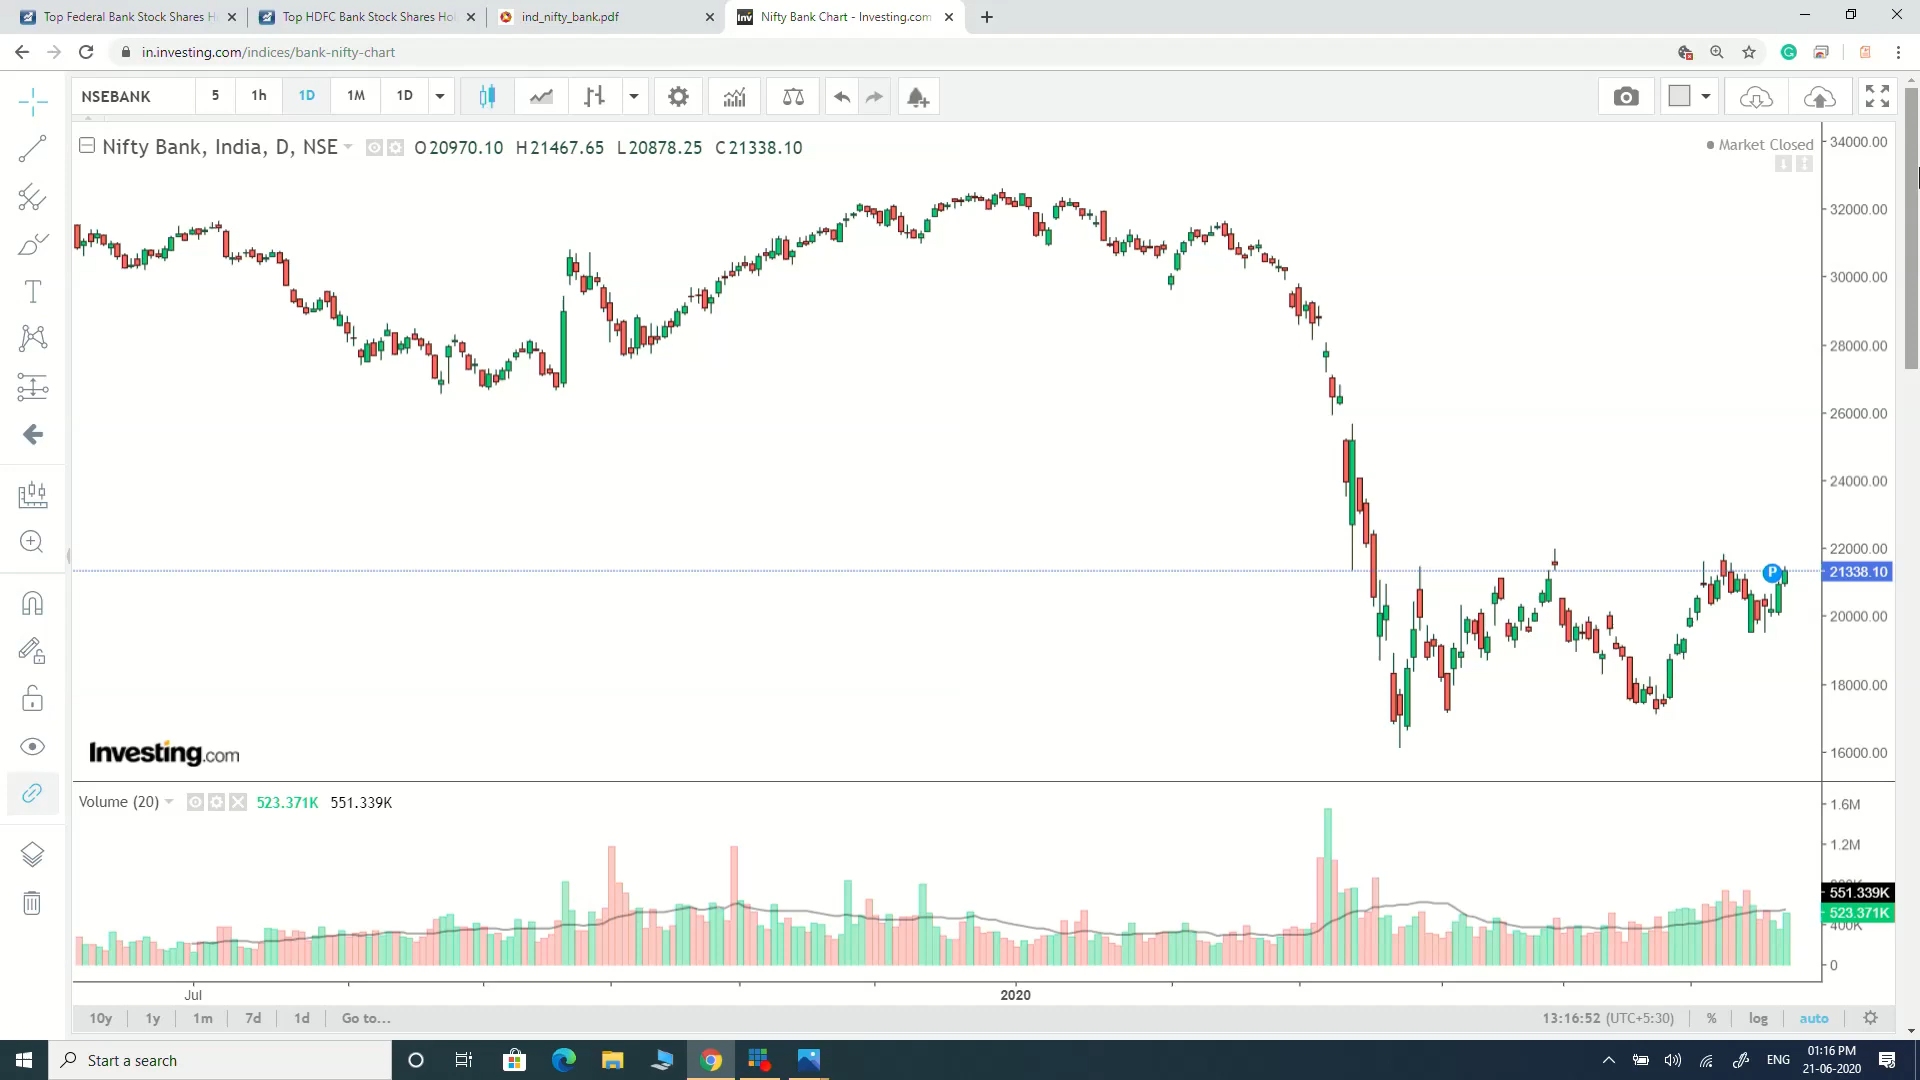 Top Federal Bank Stock Shares H
Top HDFC Bank Stock Shares Ho
ind_nifty_bank.pdf
Inv
Nifty Bank Chart - Investing.com
in.investing.com/indices/bank-nifty-chart
NSEBANK 5 1h 1D 1M 1D
Nifty Bank, India, D, NSE O20970.10 H21467.65 L20878.25 C21338.10
Market Closed
34000.00
32000.00
30000.00
28000.00
26000.00
24000.00
22000.00
P
21338.10
20000.00
18000.00
16000.00
Investing.com
Volume (20) 523.371K 551.339K
1.6M
1.2M
551.339K
523.371K
400K
0
Jul 2020
10y 1y 1m 7d 1d Go to... 13:16:52 (UTC+5:30) % log auto
Start a search
ENG
01:16 PM
21-06-2020